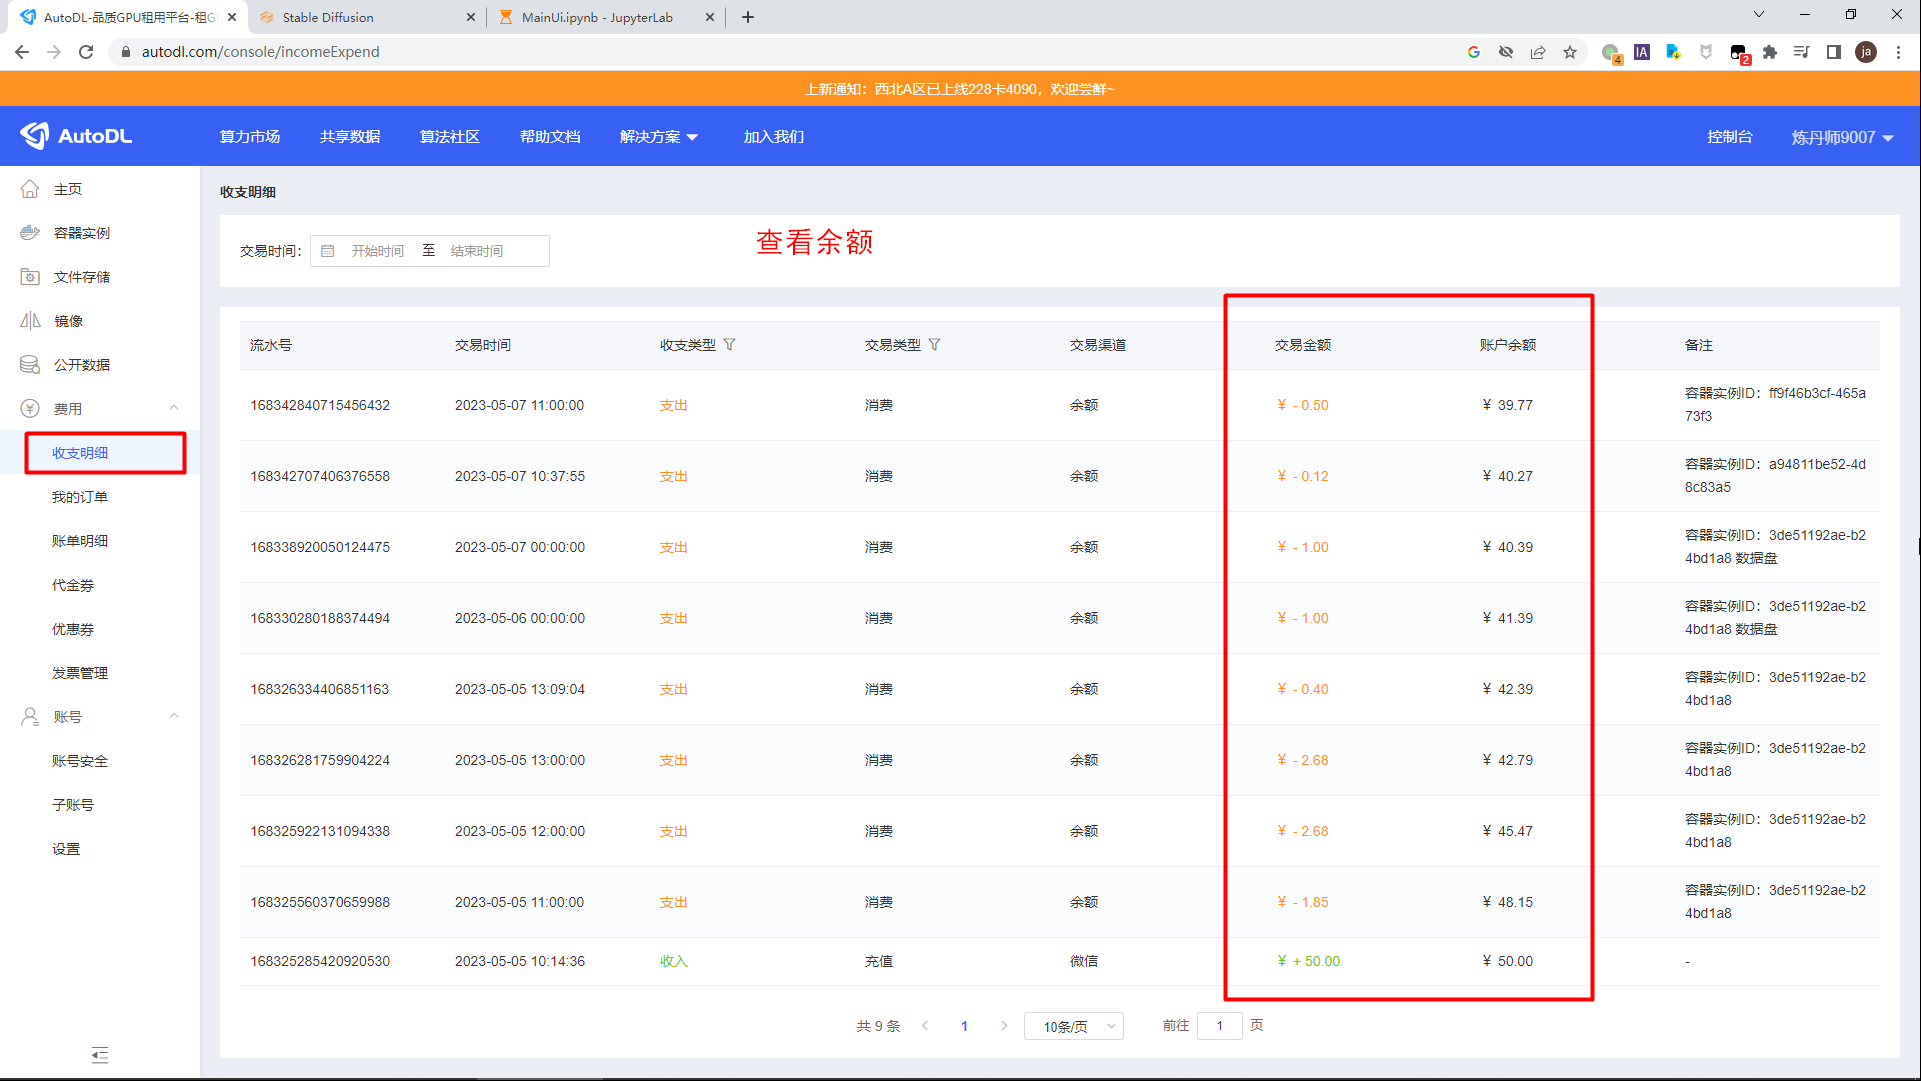 AutoDL-品质GPU租用平台-租G
Stable Diffusion
MainUi.ipynb - JupyterLab
autodl.com/console/incomeExpend
IA
4
2
ja
上新通知：西北A区已上线228卡4090，欢迎尝鲜~
AutoDL
算力市场
共享数据
算法社区
帮助文档
解决方案
加入我们
控制台
炼丹师9007
主页
容器实例
文件存储
镜像
公开数据
费用
收支明细
我的订单
账单明细
代金券
优惠券
发票管理
账号
账号安全
子账号
设置
收支明细
交易时间：
开始时间 至 结束时间
查看余额
流水号 交易时间 收支类型 交易类型 交易渠道 交易金额 账户余额 备注
168342840715456432 2023-05-07 11:00:00 支出 消费 余额 ¥ - 0.50 ¥ 39.77 容器实例ID：ff9f46b3cf-465a
73f3
168342707406376558 2023-05-07 10:37:55 支出 消费 余额 ¥ - 0.12 ¥ 40.27 容器实例ID：a94811be52-4d
8c83a5
168338920050124475 2023-05-07 00:00:00 支出 消费 余额 ¥ - 1.00 ¥ 40.39 容器实例ID：3de51192ae-b2
4bd1a8 数据盘
168330280188374494 2023-05-06 00:00:00 支出 消费 余额 ¥ - 1.00 ¥ 41.39 容器实例ID：3de51192ae-b2
4bd1a8 数据盘
168326334406851163 2023-05-05 13:09:04 支出 消费 余额 ¥ - 0.40 ¥ 42.39 容器实例ID：3de51192ae-b2
4bd1a8
168326281759904224 2023-05-05 13:00:00 支出 消费 余额 ¥ - 2.68 ¥ 42.79 容器实例ID：3de51192ae-b2
4bd1a8
168325922131094338 2023-05-05 12:00:00 支出 消费 余额 ¥ - 2.68 ¥ 45.47 容器实例ID：3de51192ae-b2
4bd1a8
168325560370659988 2023-05-05 11:00:00 支出 消费 余额 ¥ - 1.85 ¥ 48.15 容器实例ID：3de51192ae-b2
4bd1a8
168325285420920530 2023-05-05 10:14:36 收入 充值 微信 ¥ + 50.00 ¥ 50.00 -
共 9 条 1 10条/页 前往 1 页